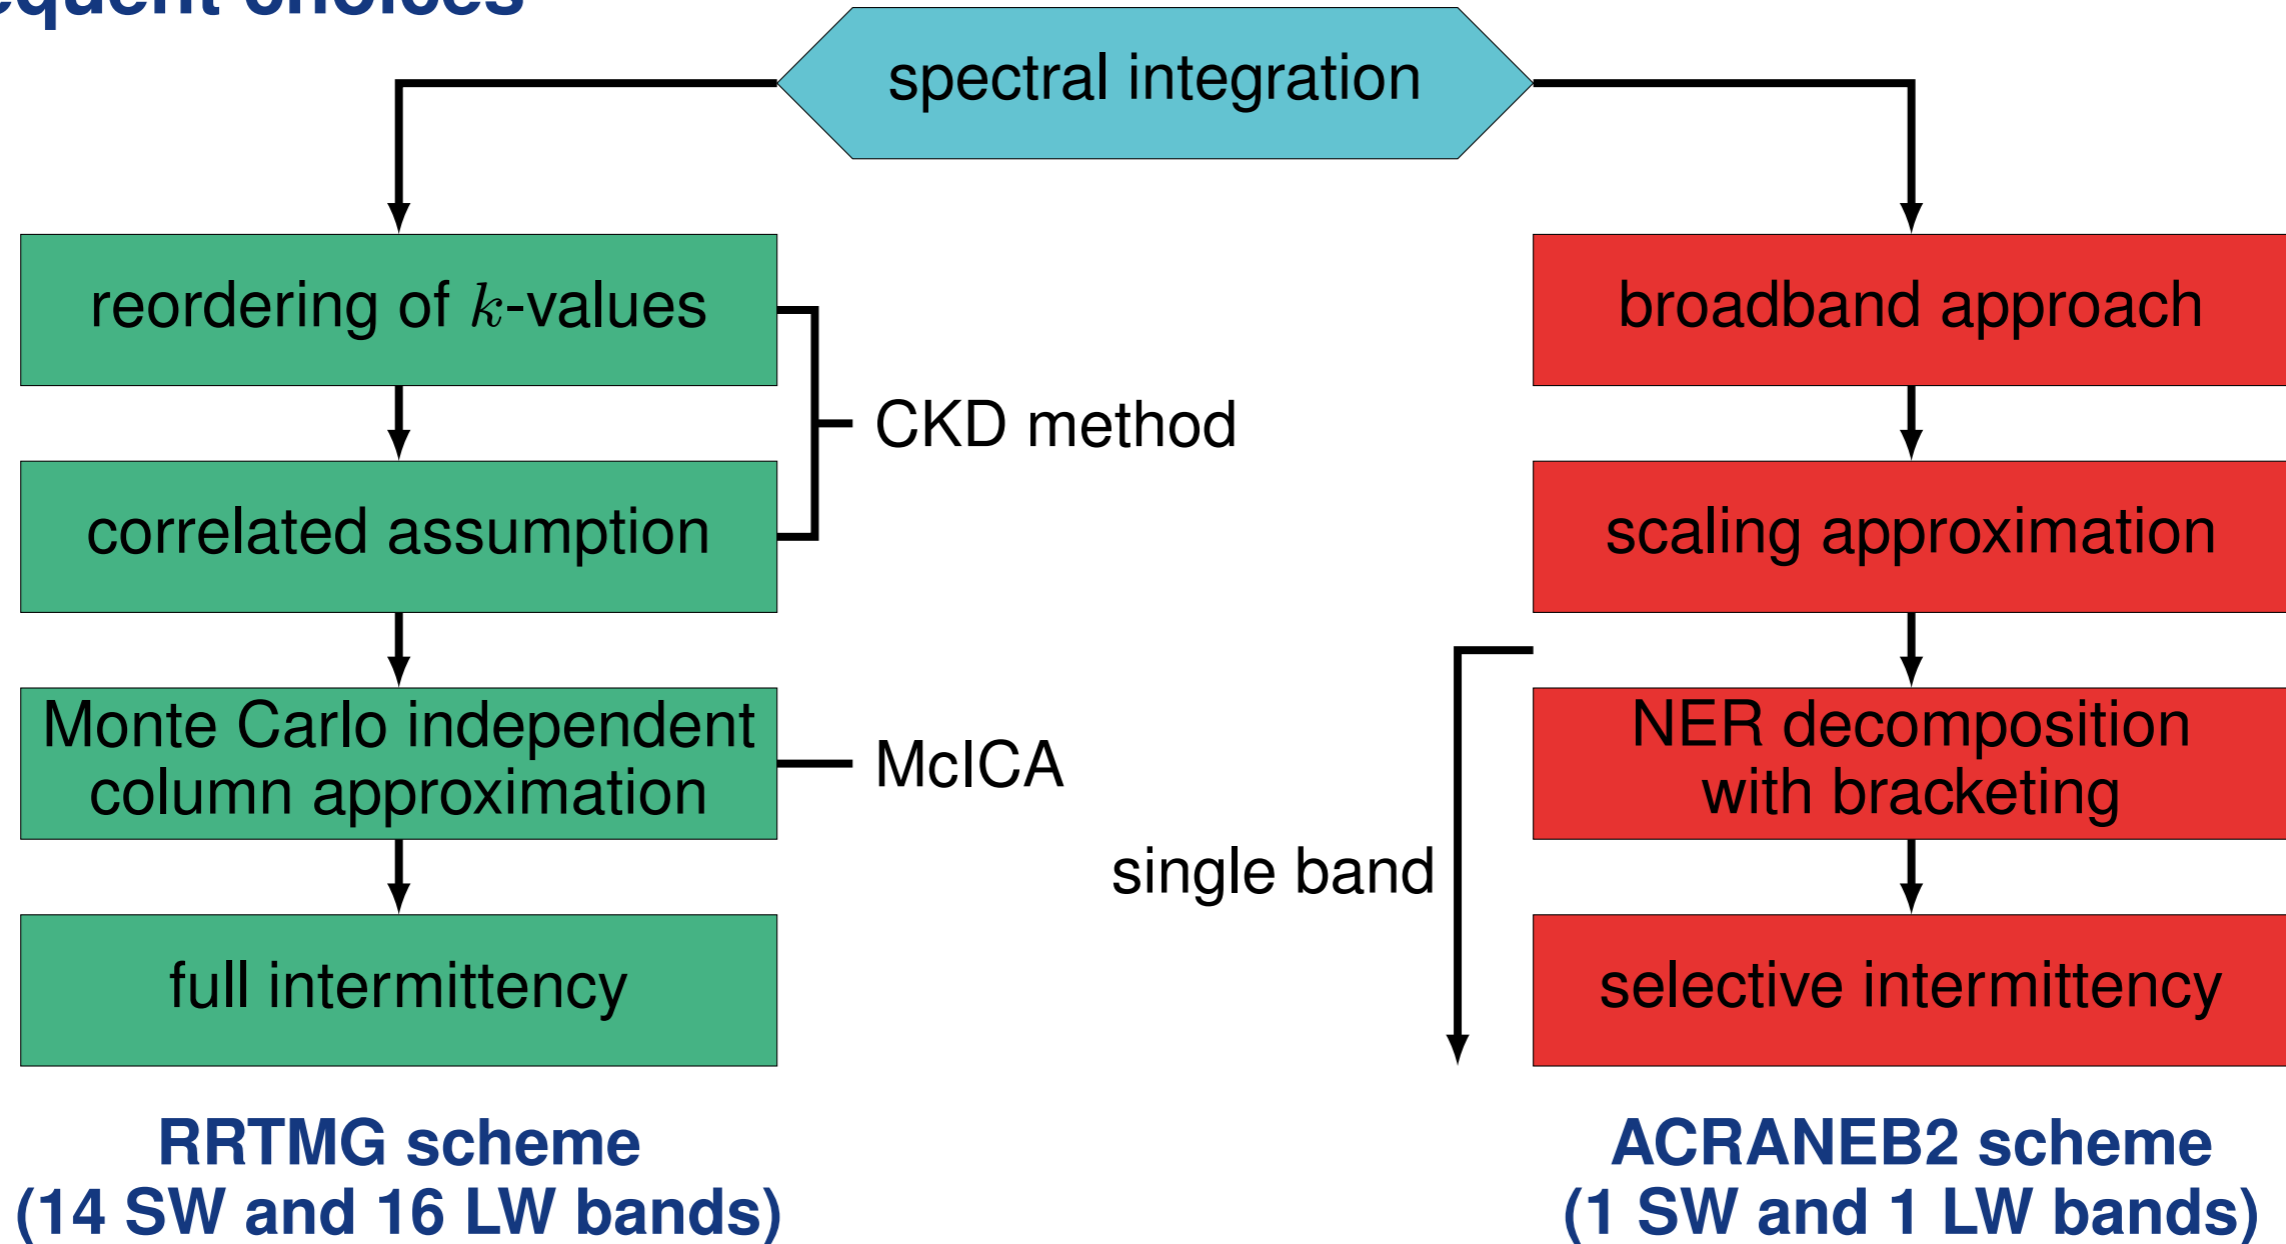 equent choices
spectral integration
reordering of k-values
CKD method
correlated assumption
Monte Carlo independent
column approximation
McICA
full intermittency
RRTMG scheme
(14 SW and 16 LW bands)
broadband approach
scaling approximation
NER decomposition
with bracketing
single band
selective intermittency
ACRANEB2 scheme
(1 SW and 1 LW bands)